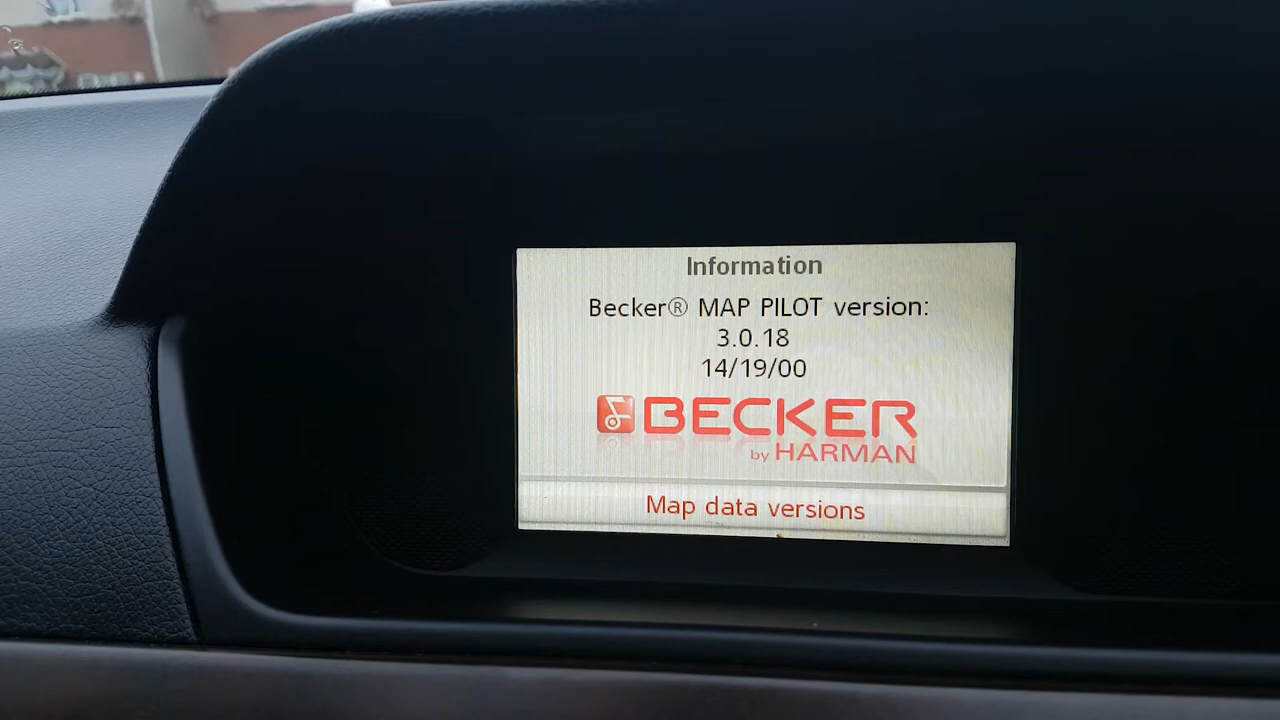 Information
Becker® MAP PILOT version:
3.0.18
14/19/00
BECKER
by HARMAN
Map data versions